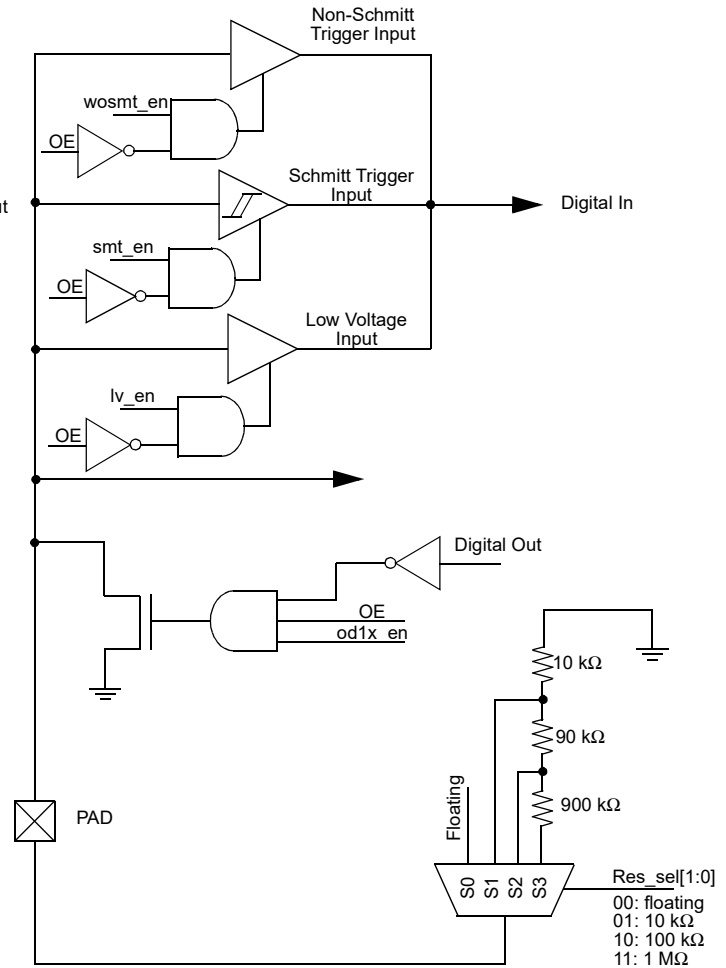 Non-Schmitt
Trigger Input
wosmt_en
OE
Schmitt Trigger
Input
Digital In
smt_en
OE
Low Voltage
Input
lv_en
OE
Digital Out
OE
od1x_en
10 kΩ
90 kΩ
900 kΩ
PAD
Floating
S0
S1
S2
S3
Res_sel[1:0]
00: floating
01: 10 kΩ
10: 100 kΩ
11: 1 MΩ